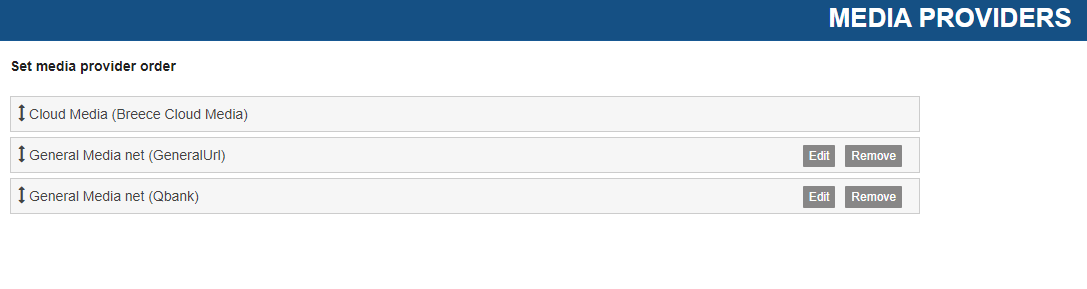 MEDIA PROVIDERS
Set media provider order
Cloud Media (Breece Cloud Media)
General Media net (GeneralUrl) Edit Remove
General Media net (Qbank) Edit Remove